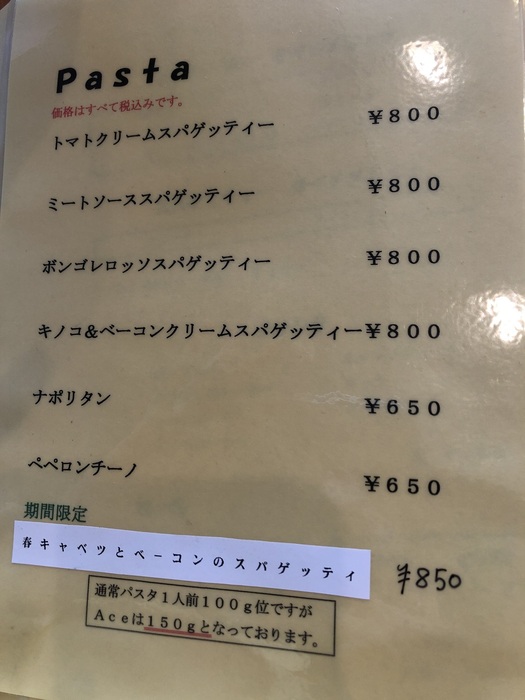 Pasta
価格はすべて税込みです。
トマトクリームスパゲッティー ￥８００
ミートソーススパゲッティー ￥８００
ボンゴレロッソスパゲッティー ￥８００
キノコ＆ベーコンクリームスパゲッティー￥８００
ナポリタン ￥６５０
ペペロンチーノ ￥６５０
期間限定
春キャベツとベーコンのスパゲッティ ¥850
通常パスタ１人前１００ｇ位ですが
Ａｃｅは１５０ｇとなっております。